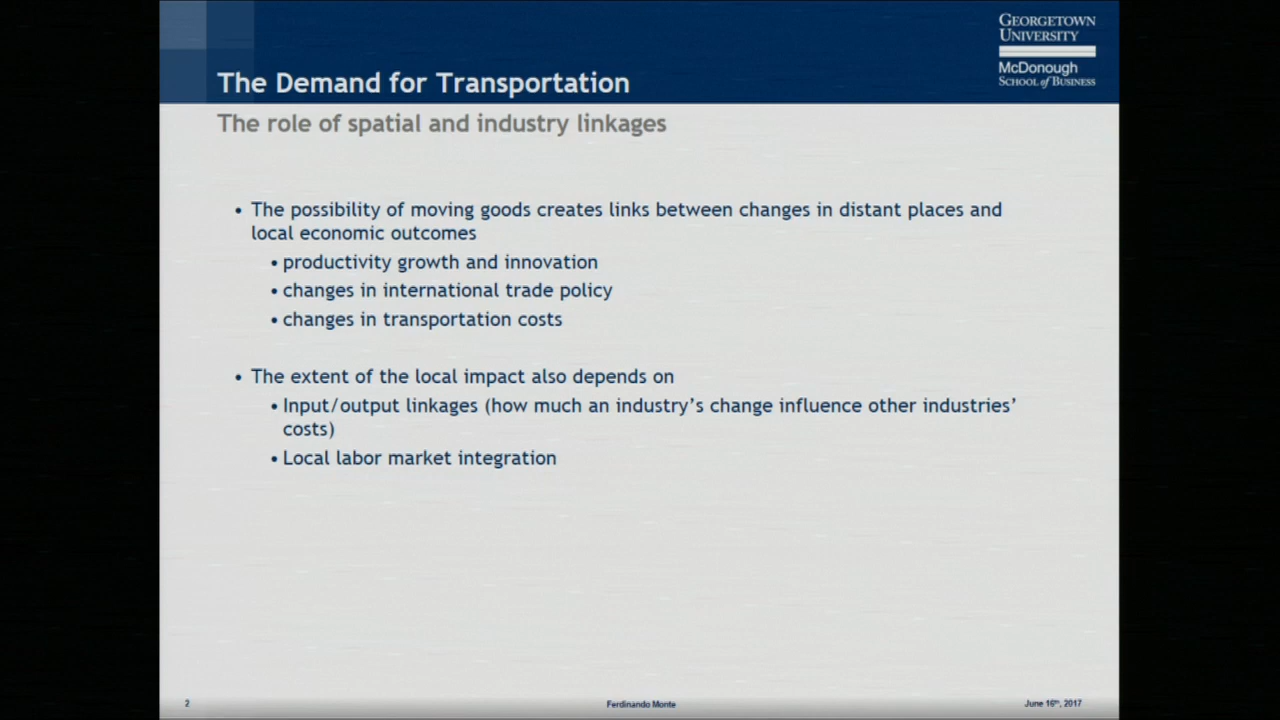 GEORGETOWN
UNIVERSITY
McDonough
SCHOOL of BUSINESS
The Demand for Transportation
The role of spatial and industry linkages
• The possibility of moving goods creates links between changes in distant places and
local economic outcomes
• productivity growth and innovation
• changes in international trade policy
• changes in transportation costs
• The extent of the local impact also depends on
• Input/output linkages (how much an industry's change influence other industries'
costs)
• Local labor market integration
2
Ferdinando Monte
June 16th, 2017